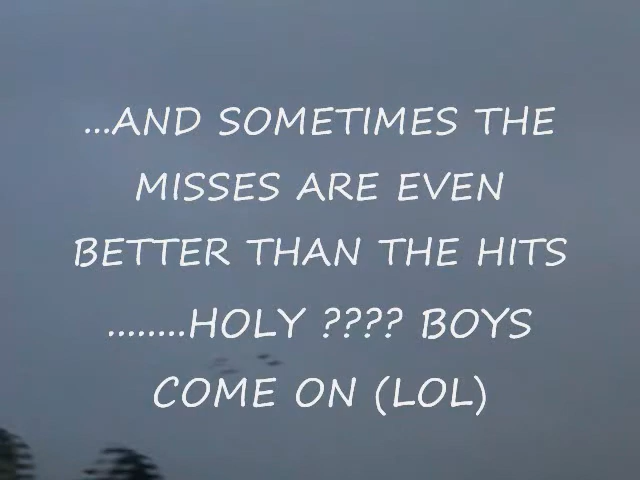 ...AND SOMETIMES THE
MISSES ARE EVEN
BETTER THAN THE HITS
........HOLY ???? BOYS
COME ON (LOL)